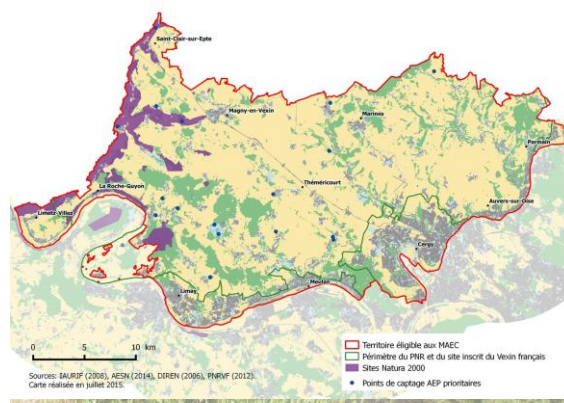 Saint-Clair-sur-Epte
Magny-en-Vexin
Marines
Parmain
La Roche-Guyon
Théméricourt
Auvers-sur-Oise
Limetz-Villez
Cergy
Limay
Meulan
0 5 10 km
Territoire éligible aux MAEC
Périmètre du PNR et du site inscrit du Vexin français
Sites Natura 2000
Points de captage AEP prioritaires
Sources: IAURIF (2008), AESN (2014), DIREN (2006), PNRVF (2012).
Carte réalisée en juillet 2015.